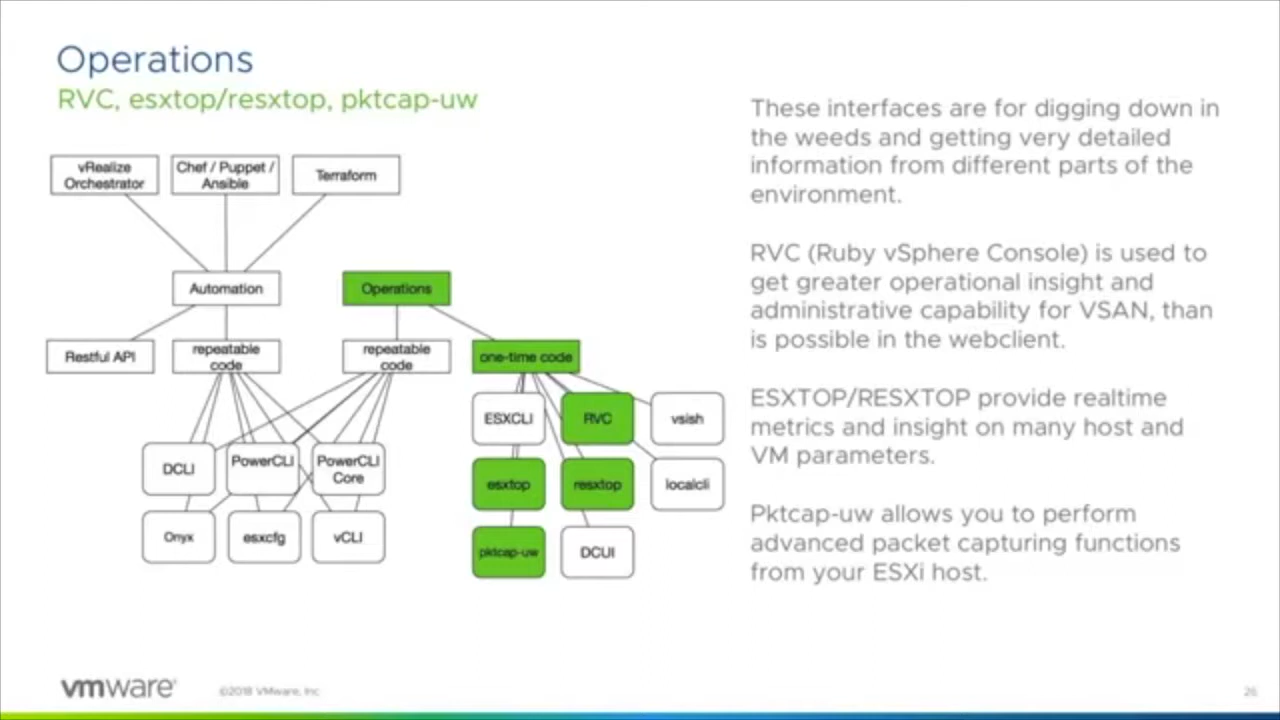 Operations
RVC, esxtop/resxtop, pktcap-uw
vRealize
Orchestrator
Chef / Puppet /
Ansible
Terraform
Automation
Operations
Restful API
repeatable
code
repeatable
code
one-time code
ESXCLI
RVC
vsish
DCLI
PowerCLI
PowerCLI
Core
esxtop
resxtop
localcli
Onyx
esxcfg
vCLI
pktcap-uw
DCUI
These interfaces are for digging down in
the weeds and getting very detailed
information from different parts of the
environment.
RVC (Ruby vSphere Console) is used to
get greater operational insight and
administrative capability for VSAN, than
is possible in the webclient.
ESXTOP/RESXTOP provide realtime
metrics and insight on many host and
VM parameters.
Pktcap-uw allows you to perform
advanced packet capturing functions
from your ESXi host.
vmware
©2018 VMware, Inc
26